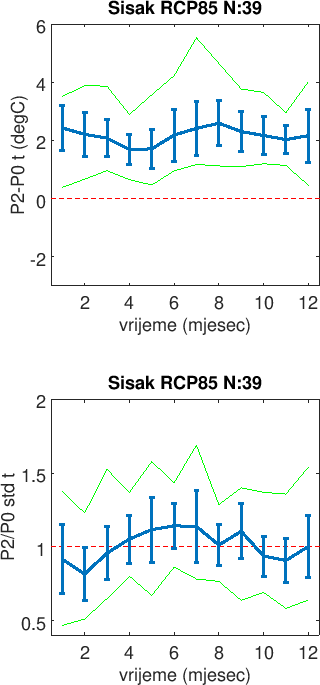 Sisak RCP85 N:39
6
4
2
0
-2
P2-P0 t (degC)
2 4 6 8 10 12
vrijeme (mjesec)
Sisak RCP85 N:39
2
1.5
1
0.5
P2/P0 std t
2 4 6 8 10 12
vrijeme (mjesec)